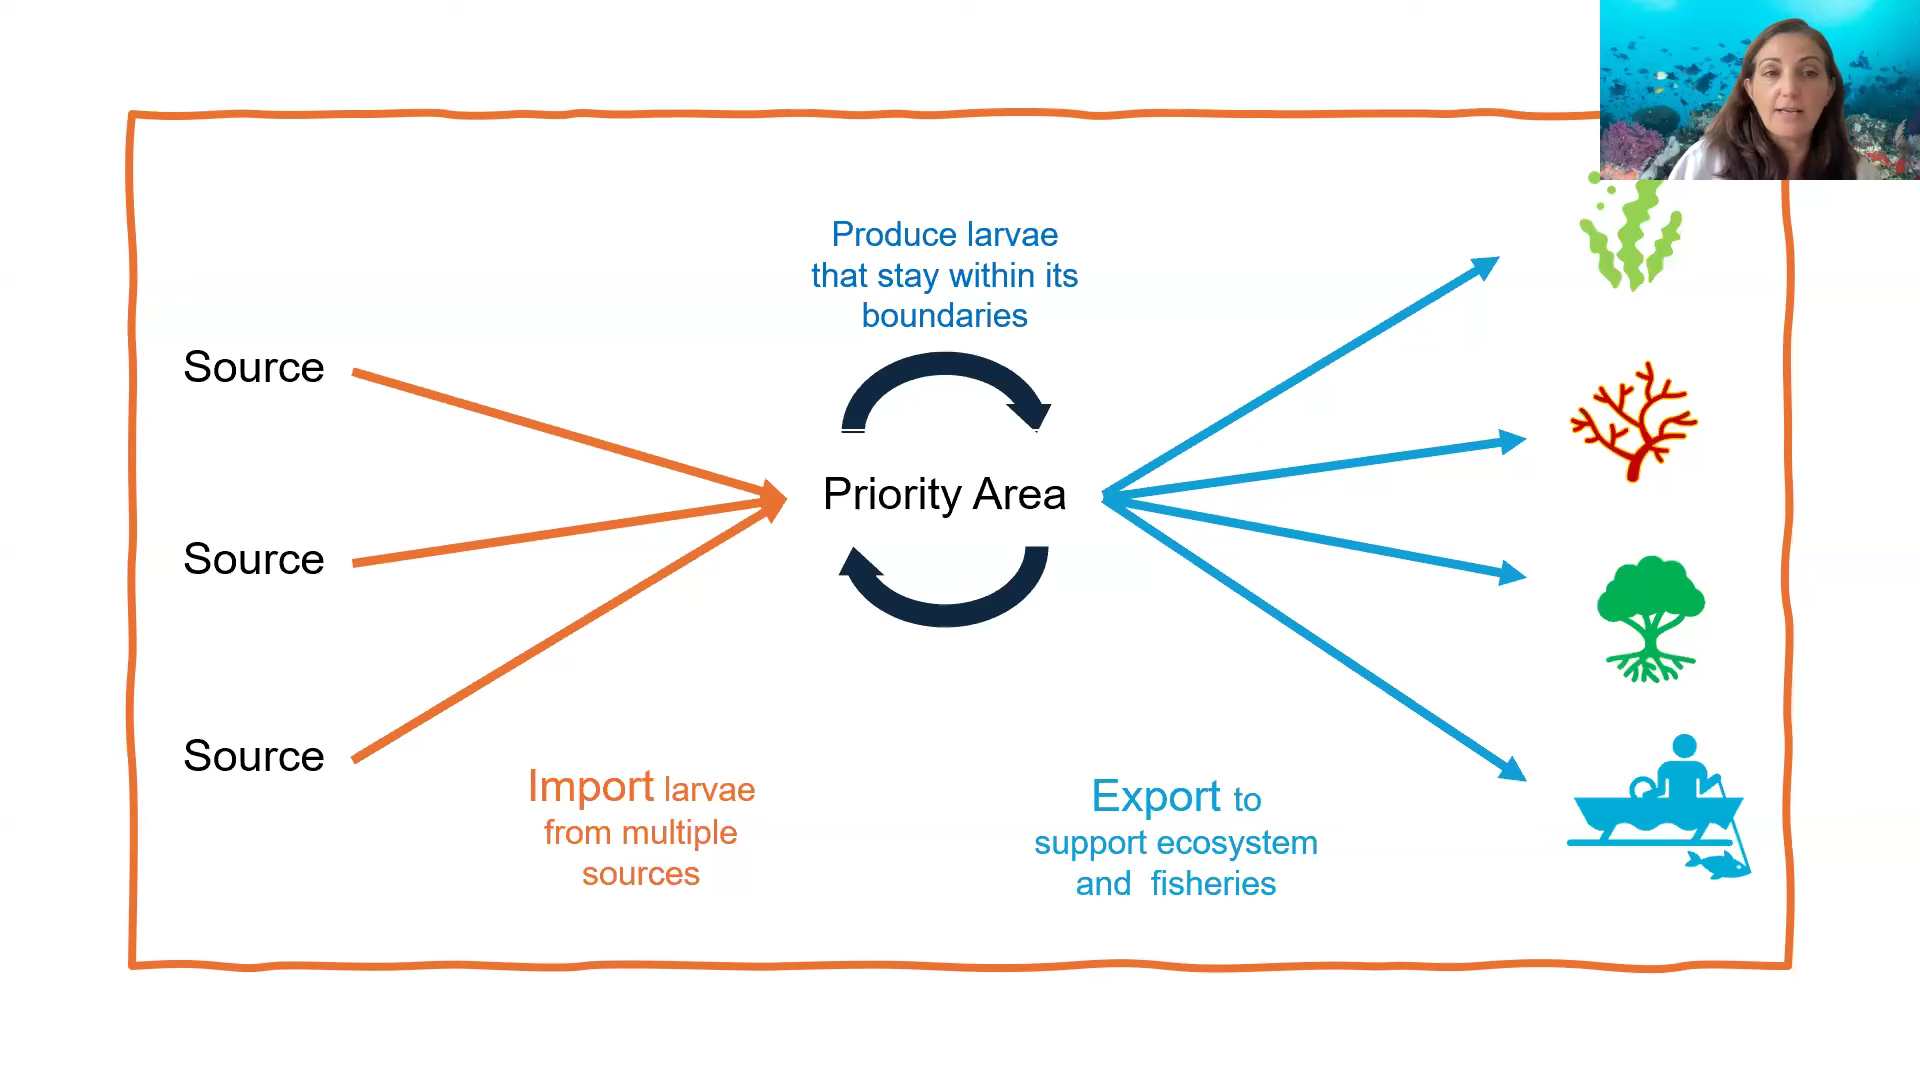 Produce larvae
that stay within its
boundaries
Source
Source
Source
Priority Area
Import larvae
from multiple
sources
Export to
support ecosystem
and  fisheries